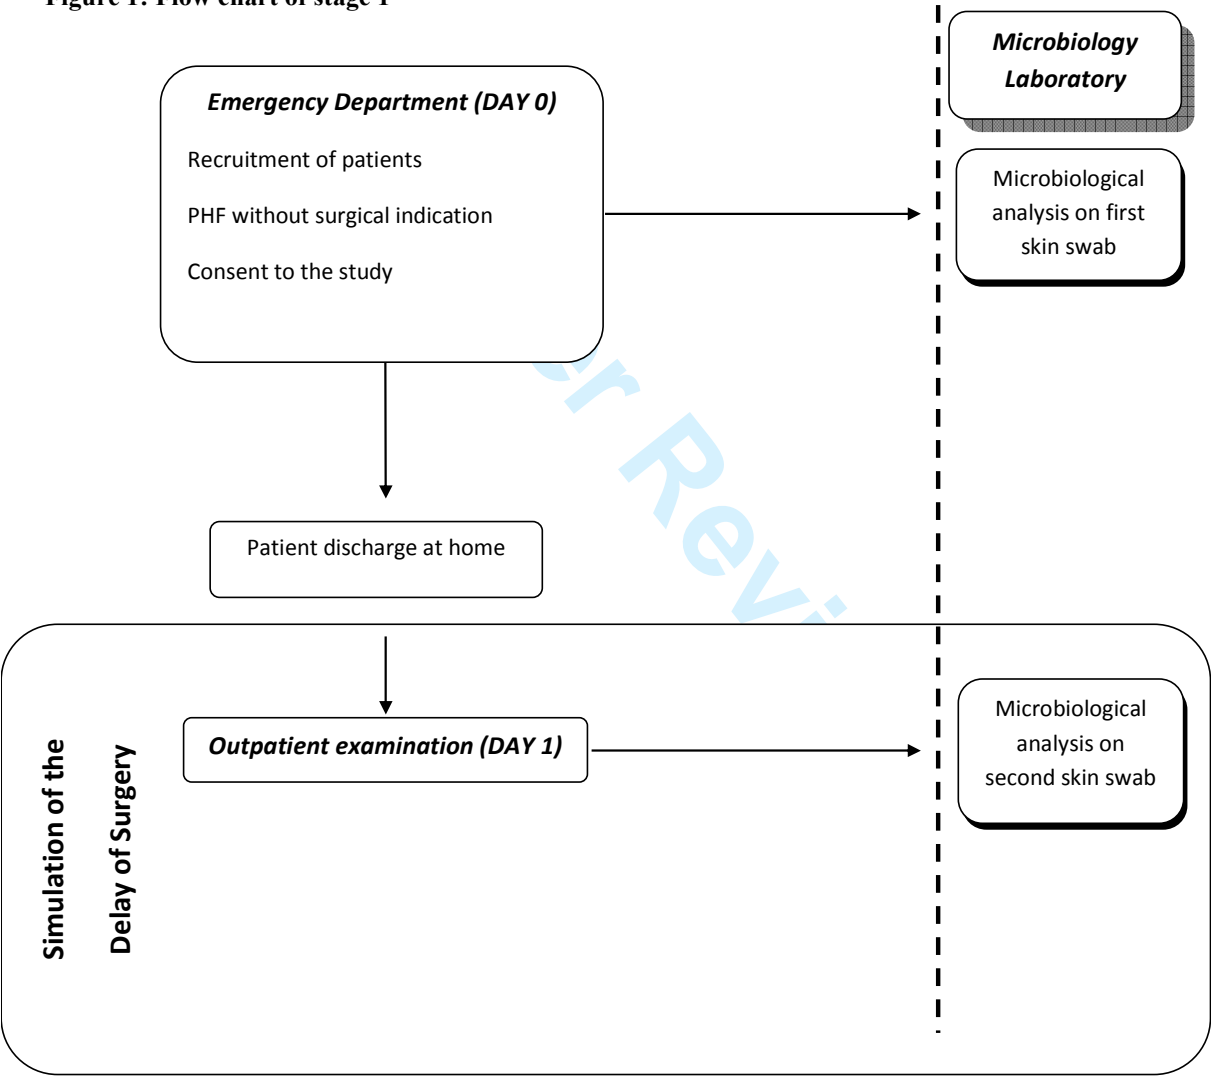 Figure 1: Flow chart of stage 1
Microbiology
Laboratory
Emergency Department (DAY 0)
Recruitment of patients
PHF without surgical indication
Consent to the study
Microbiological
analysis on first
skin swab
er Revi
Patient discharge at home
Simulation of the
Delay of Surgery
Outpatient examination (DAY 1)
Microbiological
analysis on
second skin swab